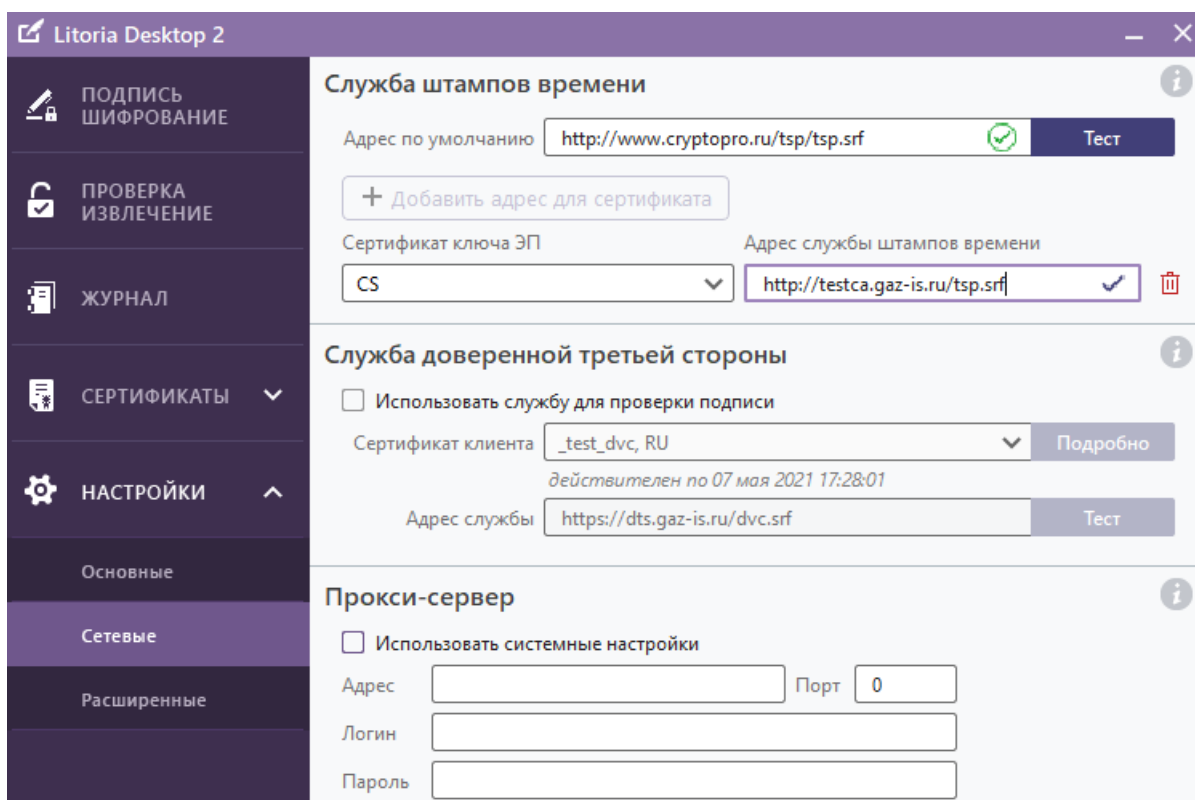 Litoria Desktop 2
ПОДПИСЬ
ШИФРОВАНИЕ
ПРОВЕРКА
ИЗВЛЕЧЕНИЕ
ЖУРНАЛ
СЕРТИФИКАТЫ
НАСТРОЙКИ
Основные
Сетевые
Расширенные
Служба штампов времени
Адрес по умолчанию http://www.cryptopro.ru/tsp/tsp.srf Тест
+ Добавить адрес для сертификата
Сертификат ключа ЭП Адрес службы штампов времени
CS http://testca.gaz-is.ru/tsp.srf
Служба доверенной третьей стороны
Использовать службу для проверки подписи
Сертификат клиента _test_dvc, RU Подробно
действителен по 07 мая 2021 17:28:01
Адрес службы https://dts.gaz-is.ru/dvc.srf Тест
Прокси-сервер
Использовать системные настройки
Адрес Порт 0
Логин
Пароль